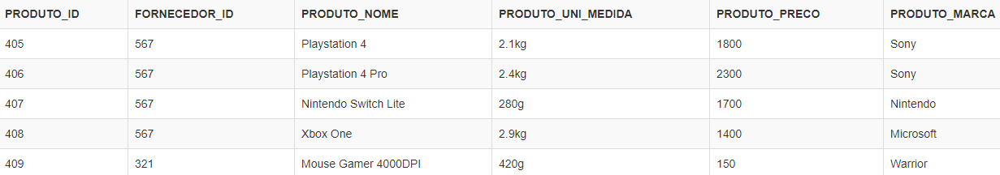 PRODUTO_ID FORNECEDOR_ID PRODUTO_NOME PRODUTO_UNI_MEDIDA PRODUTO_PRECO PRODUTO_MARCA
405 567 Playstation 4 2.1kg 1800 Sony
406 567 Playstation 4 Pro 2.4kg 2300 Sony
407 567 Nintendo Switch Lite 280g 1700 Nintendo
408 567 Xbox One 2.9kg 1400 Microsoft
409 321 Mouse Gamer 4000DPI 420g 150 Warrior